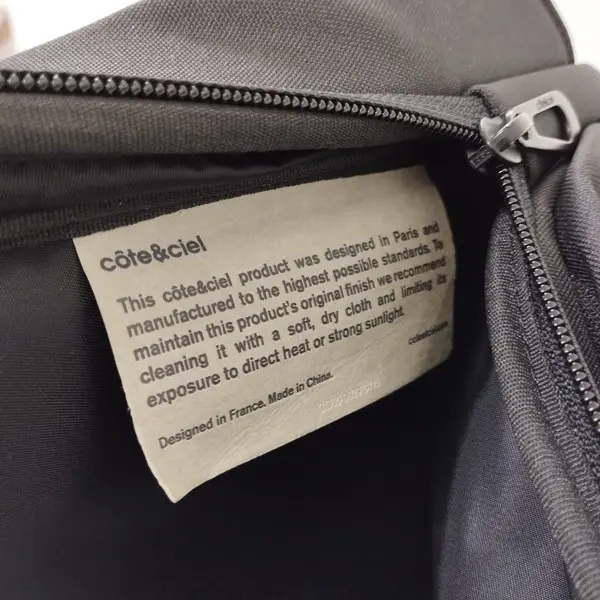 côte&ciel
This côte&ciel product was designed in Paris and
manufactured to the highest possible standards. To
maintain this product's original finish we recommend
cleaning it with a soft, dry cloth and limiting its
exposure to direct heat or strong sunlight.
Designed in France. Made in China.